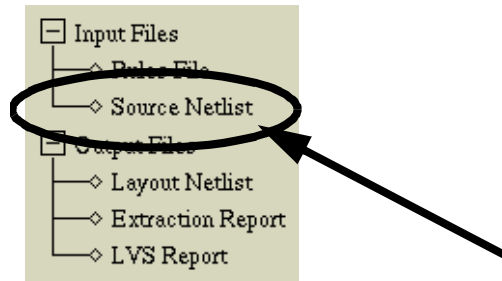 Input Files
Rules File
Source Netlist
Output Files
Layout Netlist
Extraction Report
LVS Report